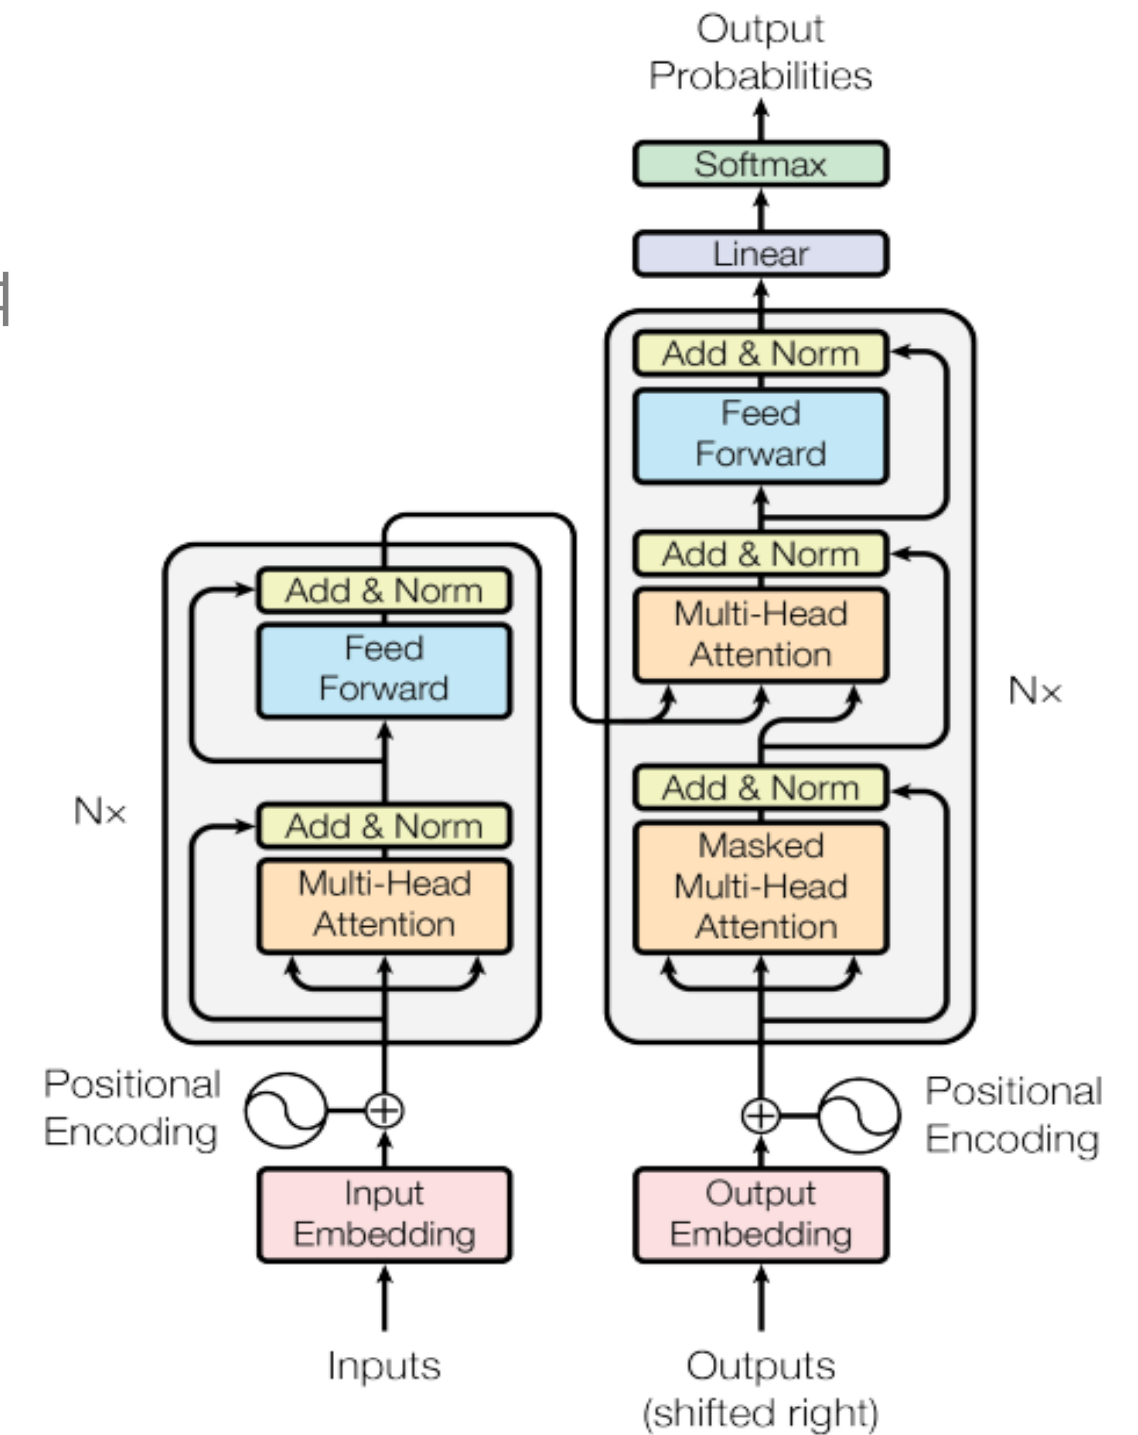 Output
Probabilities
Softmax
Linear
Add & Norm
Feed
Forward
Add & Norm
Multi-Head
Attention
Add & Norm
Masked
Multi-Head
Attention
Nx
Positional
Encoding
Output
Embedding
Outputs
(shifted right)
Add & Norm
Feed
Forward
Add & Norm
Multi-Head
Attention
Nx
Positional
Encoding
Input
Embedding
Inputs